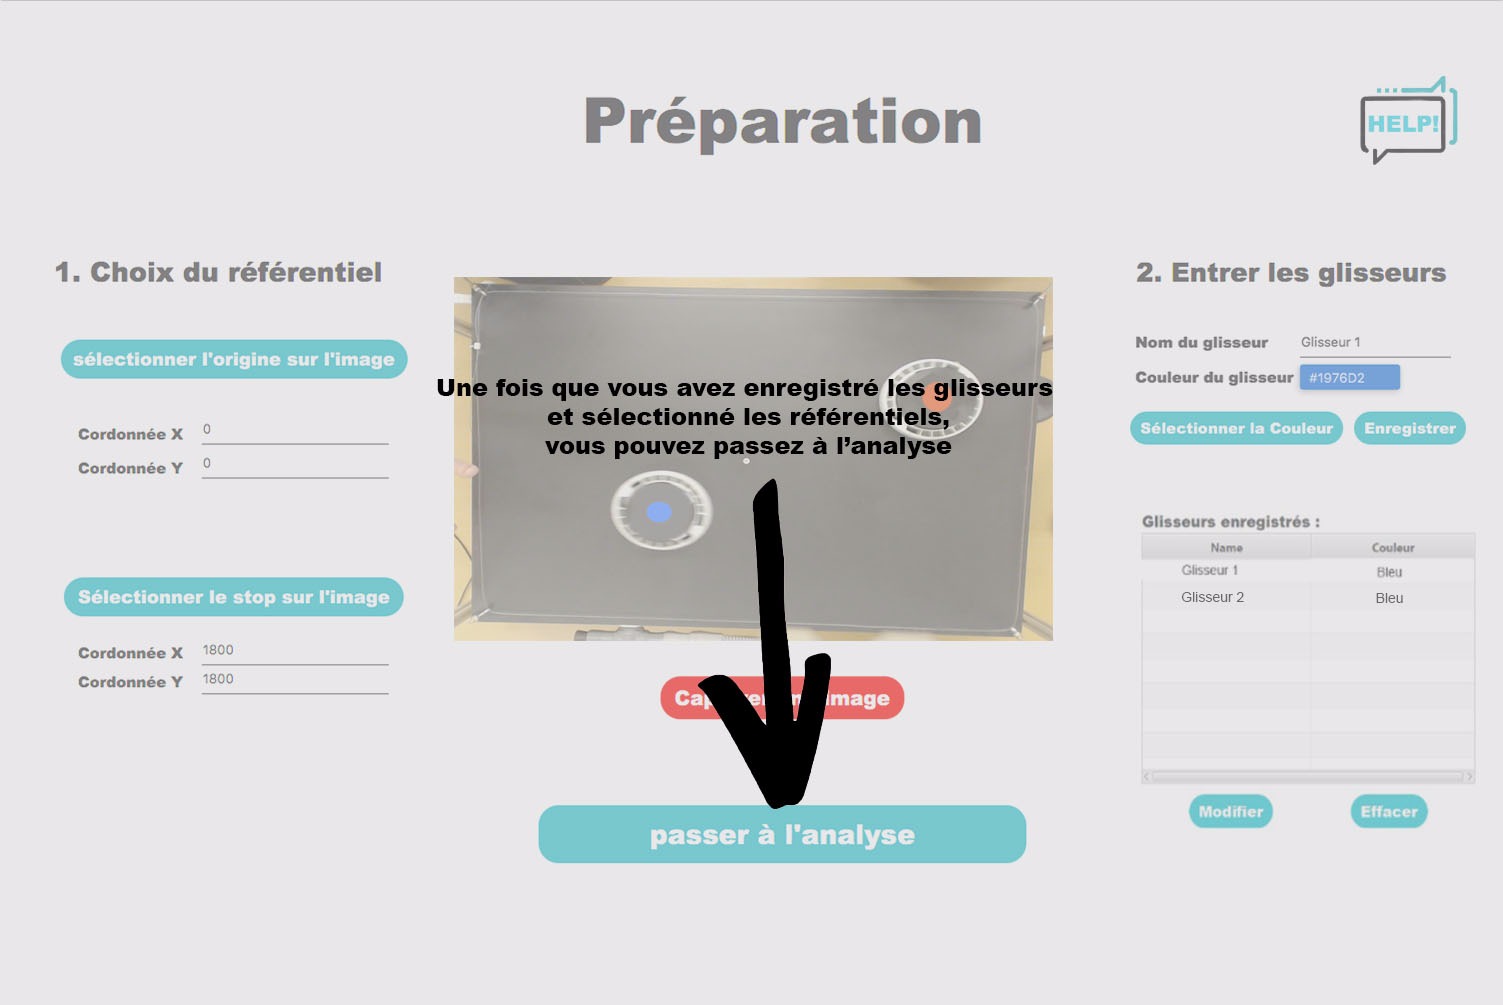 Préparation
HELP!
1. Choix du référentiel
sélectionner l'origine sur l'image
Cordonnée X 0
Cordonnée Y 0
Sélectionner le stop sur l'image
Cordonnée X 1800
Cordonnée Y 1800
Une fois que vous avez enregistré les glisseurs
et sélectionné les référentiels,
vous pouvez passez à l'analyse
image
passer à l'analyse
2. Entrer les glisseurs
Nom du glisseur Glisseur 1
Couleur du glisseur #1976D2
Sélectionner la Couleur Enregistrer
Glisseurs enregistrés :
Name Couleur
Glisseur 1 Bleu
Glisseur 2 Bleu
Modifier Effacer